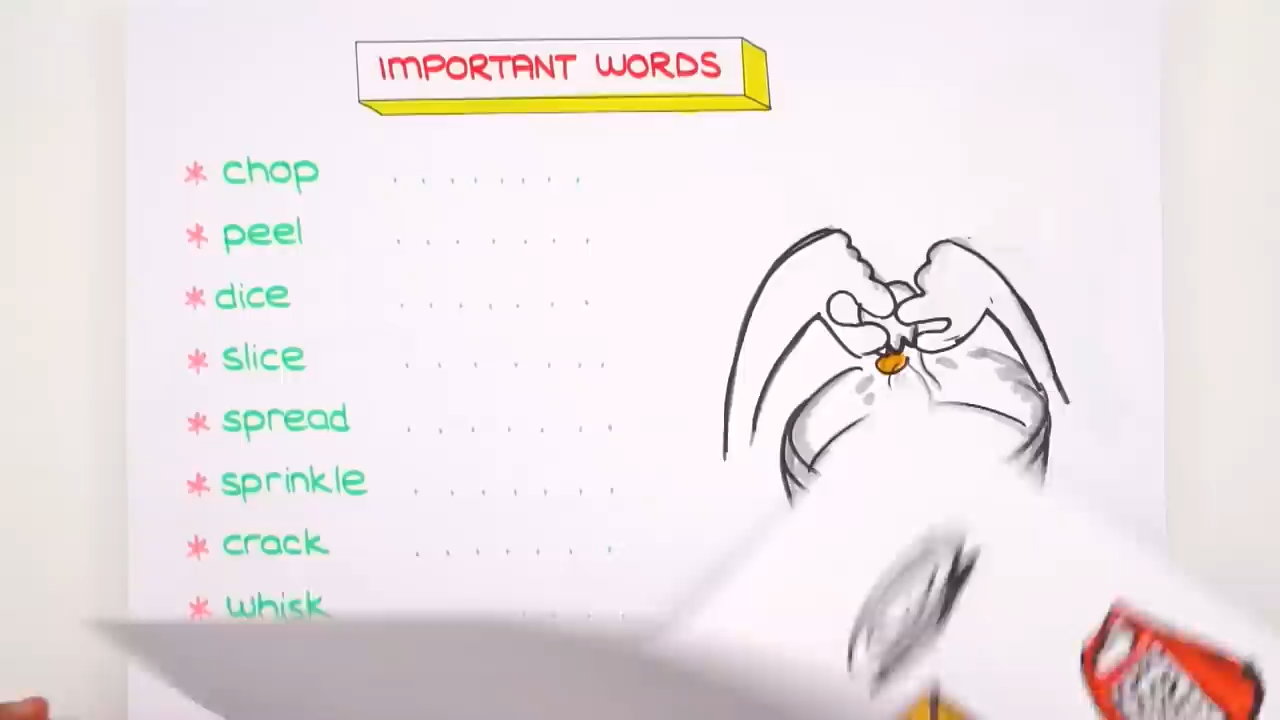 IMPORTANT WORDS
* chop ........
* peel .......
* dice .......
* slice .......
* spread .......
* sprinkle .......
* crack .......
* whisk ....